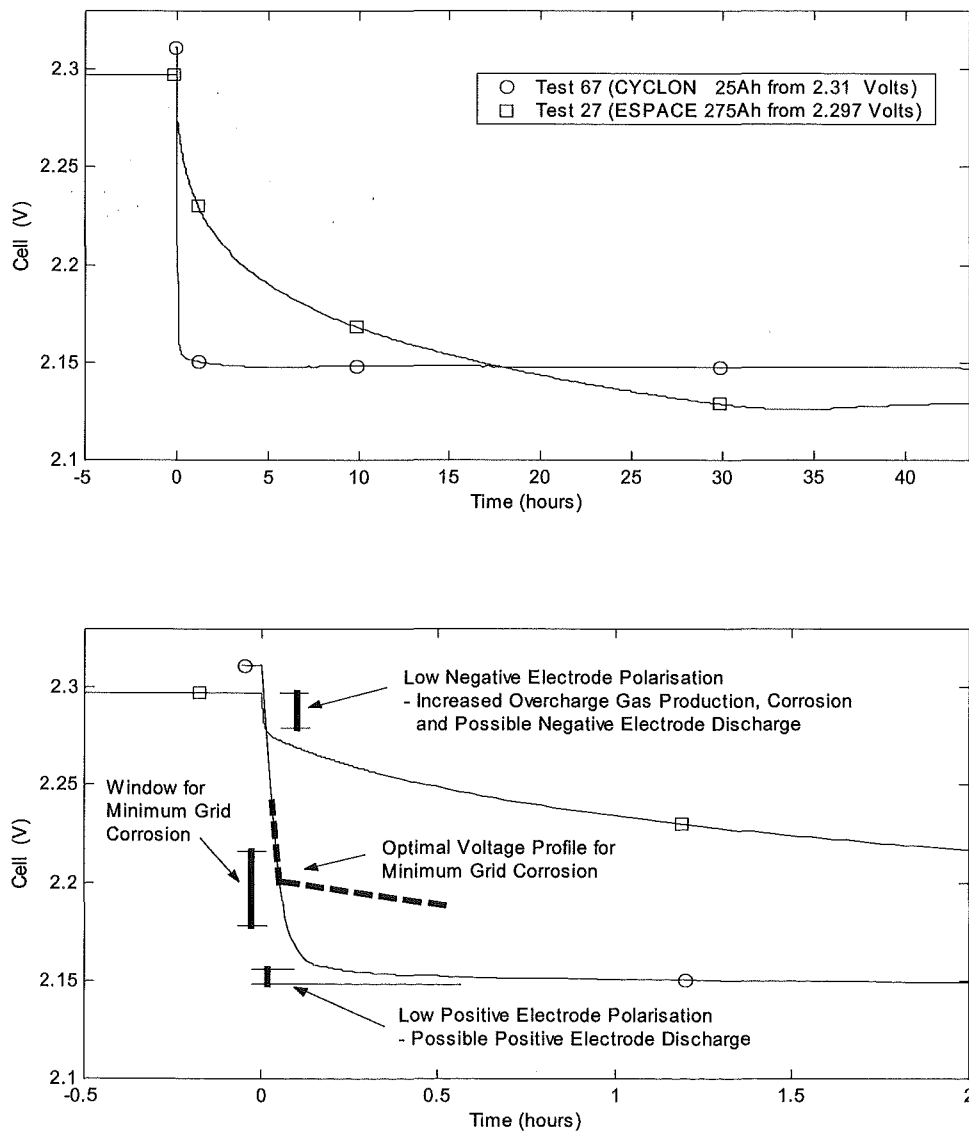 2.3
2.25
2.2
2.15
2.1
Cell (V)
Test 67 (CYCLON 25Ah from 2.31 Volts)
Test 27 (ESPACE 275Ah from 2.297 Volts)
-5 0 5 10 15 20 25 30 35 40
Time (hours)
2.3
2.25
2.2
2.15
2.1
Cell (V)
Low Negative Electrode Polarisation
- Increased Overcharge Gas Production, Corrosion
and Possible Negative Electrode Discharge
Window for
Minimum Grid
Corrosion
Optimal Voltage Profile for
Minimum Grid Corrosion
Low Positive Electrode Polarisation
- Possible Positive Electrode Discharge
-0.5 0 0.5 1 1.5 2
Time (hours)